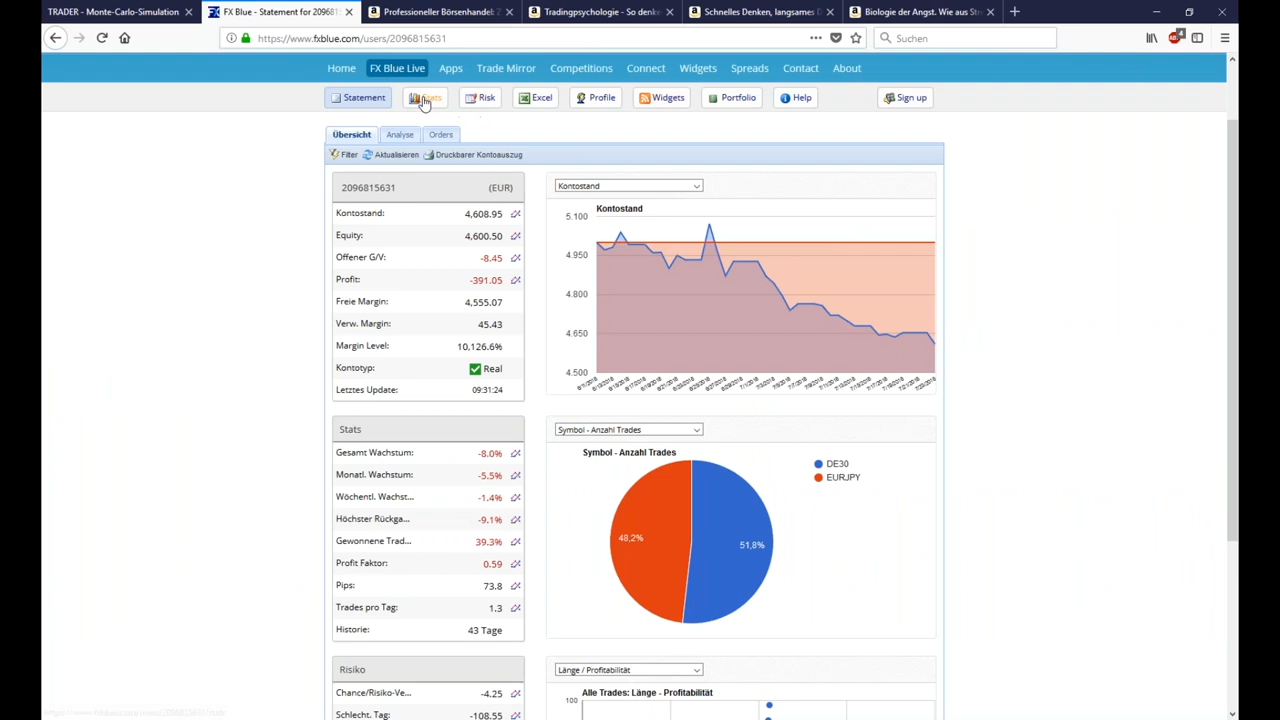 TRADER - Monte-Carlo-Simulation
FX Blue - Statement for 2096815
Professioneller Börsenhandel:
Tradingpsychologie - So denke
Schnelles Denken, langsames D
Biologie der Angst. Wie aus Str
https://www.fxblue.com/users/2096815631
Suchen
4
Home FX Blue Live Apps Trade Mirror Competitions Connect Widgets Spreads Contact About
Statement Stats Risk Excel Profile Widgets Portfolio Help Sign up
Übersicht Analyse Orders
Filter Aktualisieren Druckbarer Kontoauszug
2096815631 (EUR)
Kontostand: 4,608.95
Equity: 4,600.50
Offener G/V: -8.45
Profit: -391.05
Freie Margin: 4,555.07
Verw. Margin: 45.43
Margin Level: 10,126.6%
Kontotyp: Real
Letztes Update: 09:31:24
Kontostand
Kontostand
5.100
4.950
4.800
4.650
4.500
Stats
Gesamt Wachstum: -8.0%
Monatl. Wachstum: -5.5%
Wöchentl. Wachst... -1.4%
Höchster Rückga... -9.1%
Gewonnene Trad... 39.3%
Profit Faktor: 0.59
Pips: 73.8
Trades pro Tag: 1.3
Historie: 43 Tage
Symbol - Anzahl Trades
Symbol - Anzahl Trades
DE30
EURJPY
48,2%
51,8%
Risiko
Chance/Risiko-Ve... -4.25
Schlecht. Tag: -108.55
Länge / Profitabilität
Alle Trades: Länge - Profitabilität
100